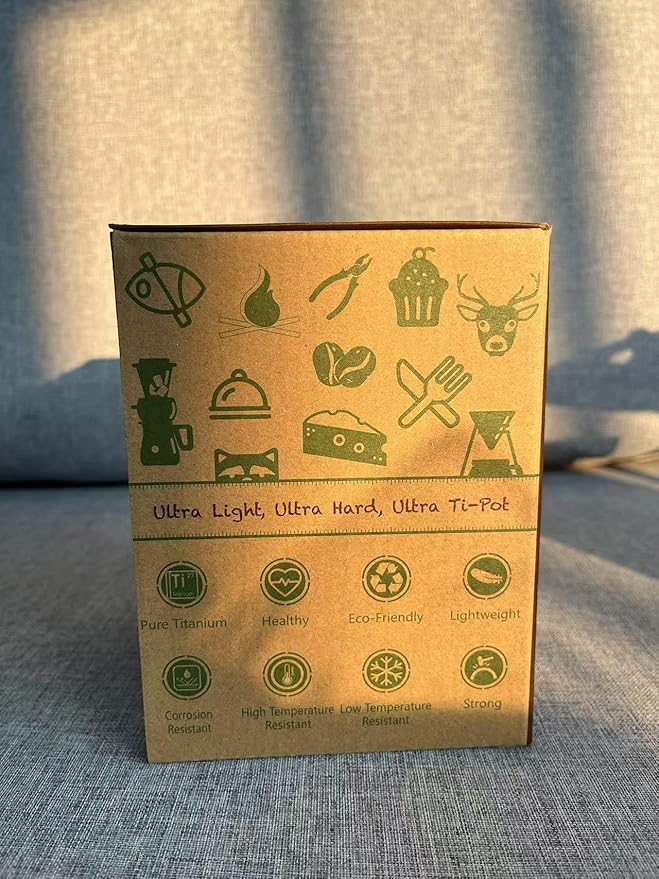 Ultra Light, Ultra Hard, Ultra Ti-Pot
Ti
Pure Titanium
Healthy
Eco-Friendly
Lightweight
Corrosion
Resistant
High Temperature
Resistant
Low Temperature
Resistant
Strong